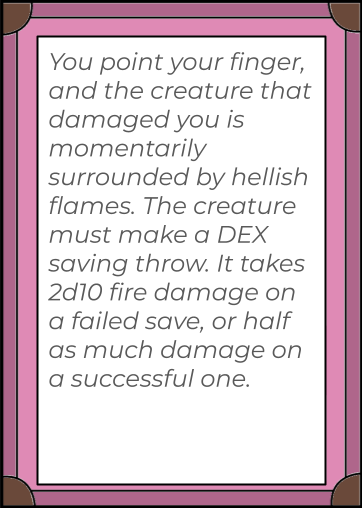 You point your finger,
and the creature that
damaged you is
momentarily
surrounded by hellish
flames. The creature
must make a DEX
saving throw. It takes
2d10 fire damage on
a failed save, or half
as much damage on
a successful one.